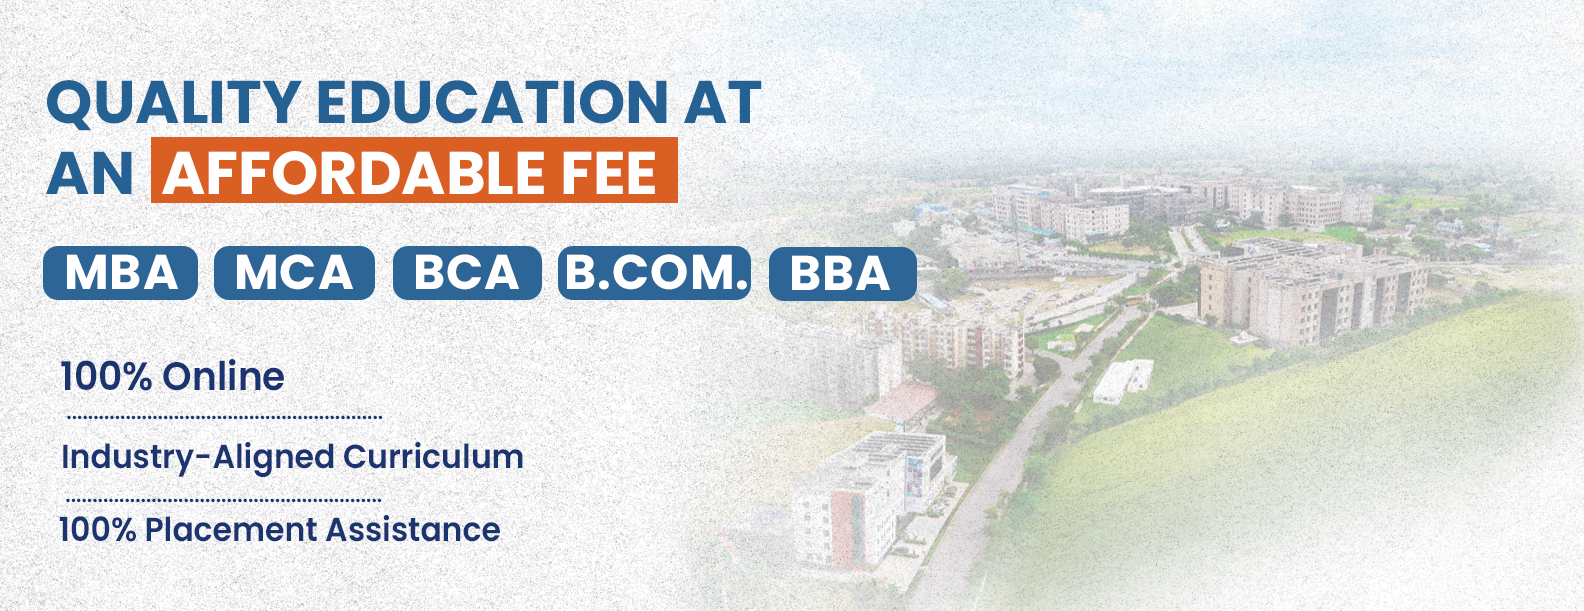 QUALITY EDUCATION AT
AN AFFORDABLE FEE
MBA MCA BCA B.COM. BBA
100% Online
Industry-Aligned Curriculum
100% Placement Assistance